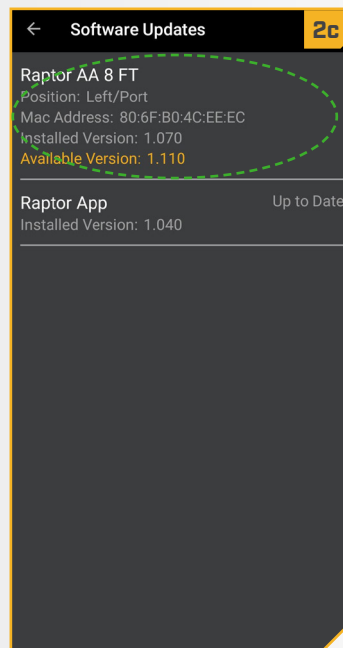 ← Software Updates
2c
Raptor AA 8 FT
Position: Left/Port
Mac Address: 80:6F:B0:4C:EE:EC
Installed Version: 1.070
Available Version: 1.110
Raptor App Up to Date
Installed Version: 1.040